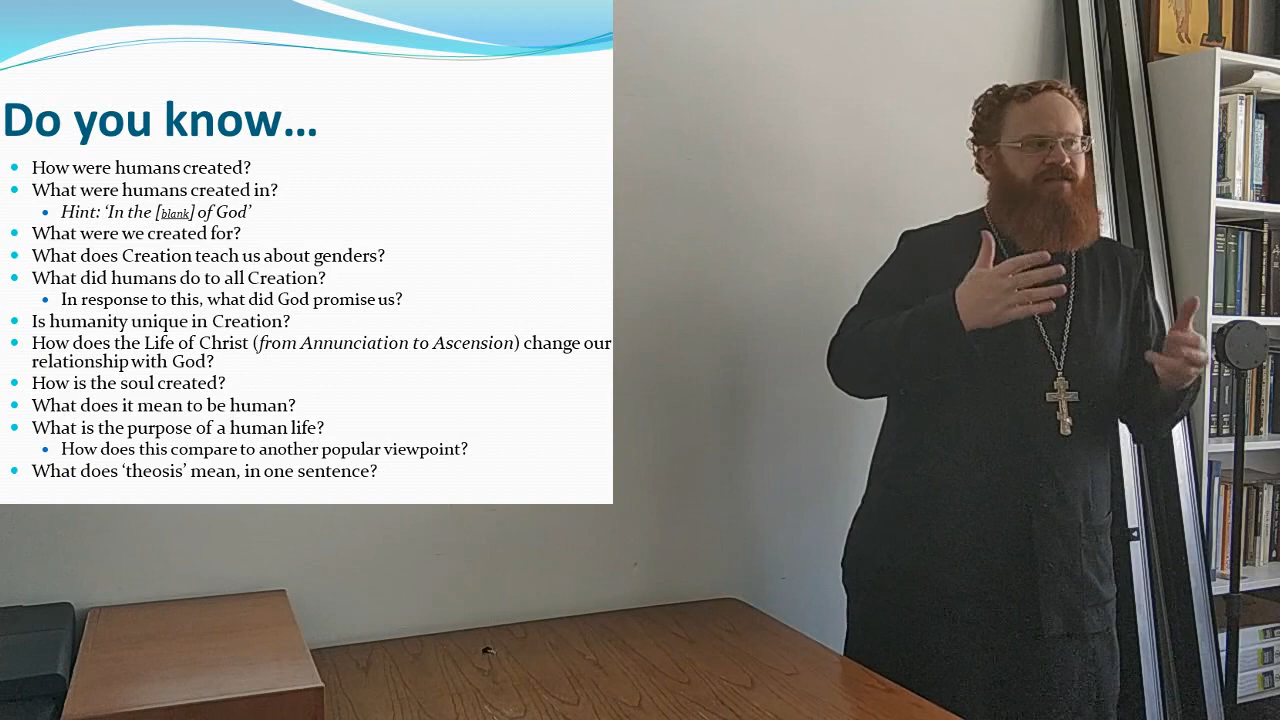 Do you know...
How were humans created?
What were humans created in?
Hint: ‘In the [blank] of God’
What were we created for?
What does Creation teach us about genders?
What did humans do to all Creation?
In response to this, what did God promise us?
Is humanity unique in Creation?
How does the Life of Christ (from Annunciation to Ascension) change our
relationship with God?
How is the soul created?
What does it mean to be human?
What is the purpose of a human life?
How does this compare to another popular viewpoint?
What does ‘theosis’ mean, in one sentence?